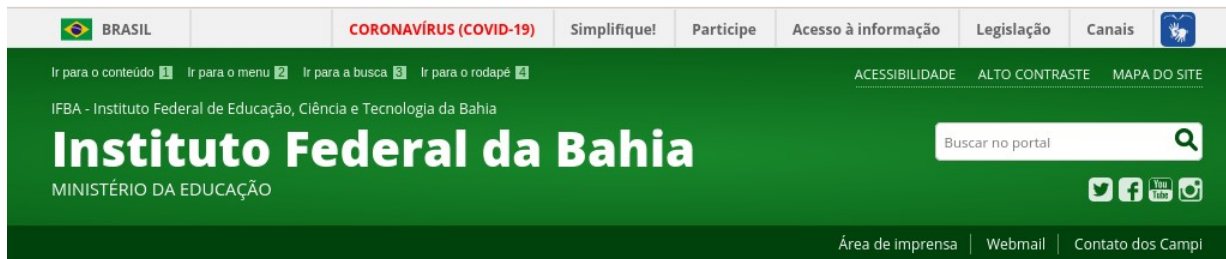 BRASIL CORONAVÍRUS (COVID-19) Simplifique! Participe Acesso à informação Legislação Canais
Ir para o conteúdo 1 Ir para o menu 2 Ir para a busca 3 Ir para o rodapé 4 ACESSIBILIDADE ALTO CONTRASTE MAPA DO SITE
IFBA - Instituto Federal de Educação, Ciência e Tecnologia da Bahia
Instituto Federal da Bahia
Buscar no portal
MINISTÉRIO DA EDUCAÇÃO
You Tube
Área de imprensa Webmail Contato dos Campi